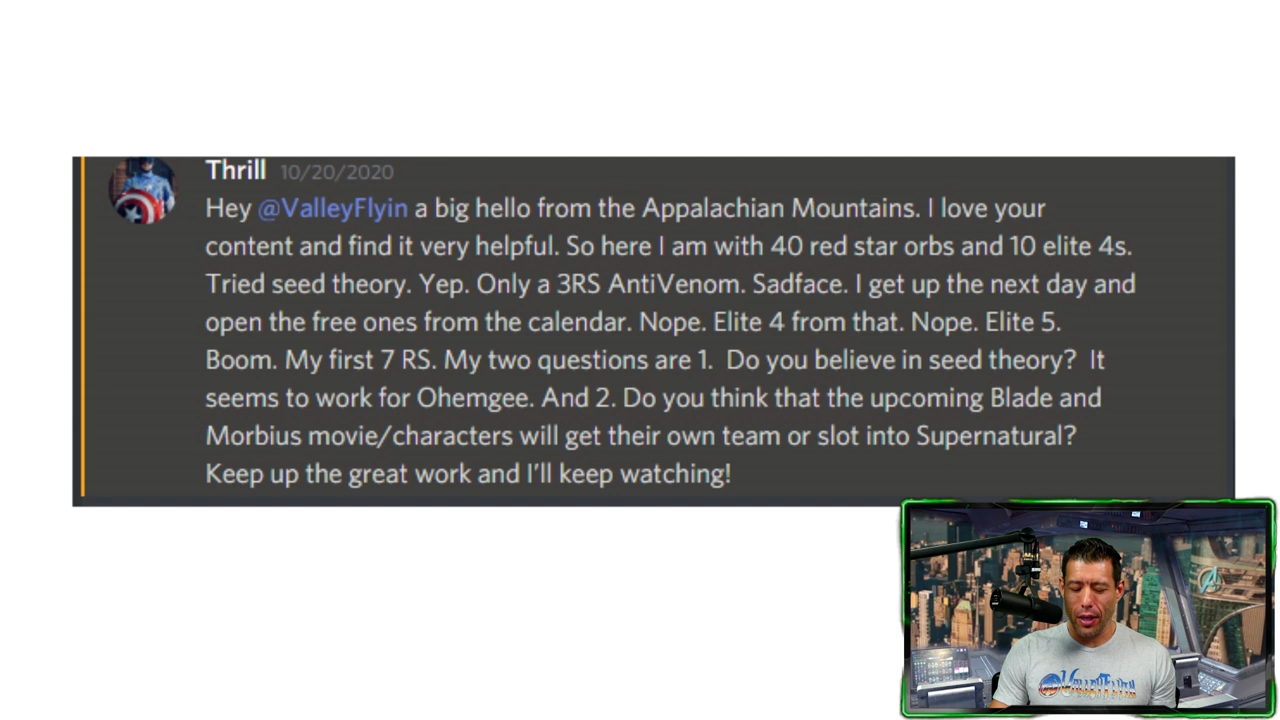 Thrill 10/20/2020
Hey @ValleyFlyin a big hello from the Appalachian Mountains. I love your
content and find it very helpful. So here I am with 40 red star orbs and 10 elite 4s.
Tried seed theory. Yep. Only a 3RS AntiVenom. Sadface. I get up the next day and
open the free ones from the calendar. Nope. Elite 4 from that. Nope. Elite 5.
Boom. My first 7 RS. My two questions are 1.  Do you believe in seed theory?  It
seems to work for Ohemgee. And 2. Do you think that the upcoming Blade and
Morbius movie/characters will get their own team or slot into Supernatural?
Keep up the great work and I'll keep watching!
VALLEYFLYIN